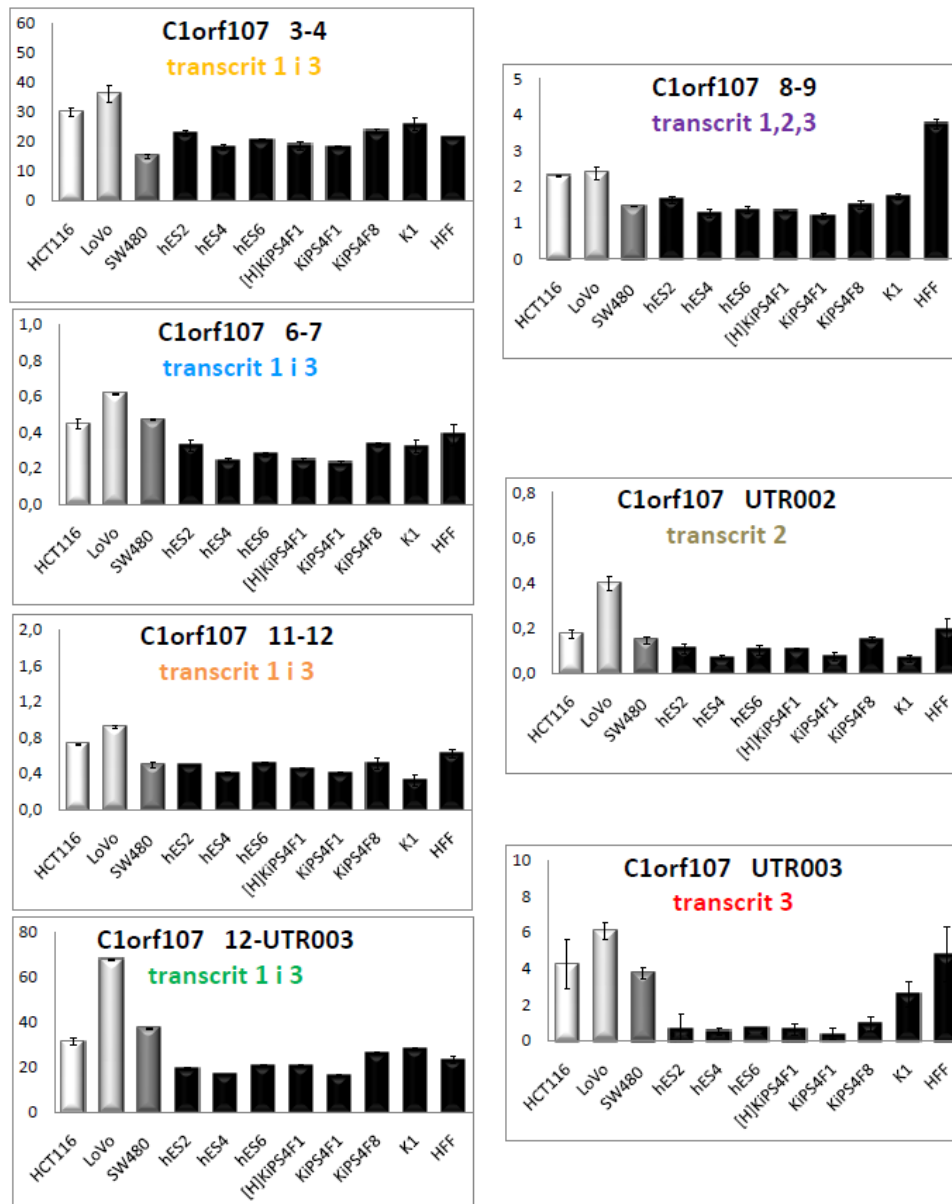 C1orf107 3-4
transcrit 1 i 3
60
50
40
30
20
10
0
HCT116
LoVo
SW480
hES2
hES4
hES6
[H]KiPS4F1
KiPS4F1
KiPS4F8
K1
HFF
C1orf107 8-9
transcrit 1,2,3
5
4
3
2
1
0
HCT116
LoVo
SW480
hES2
hES4
hES6
[H]KiPS4F1
KiPS4F1
KiPS4F8
K1
HFF
C1orf107 6-7
transcrit 1 i 3
1,0
0,8
0,6
0,4
0,2
0,0
HCT116
LoVo
SW480
hES2
hES4
hES6
[H]KiPS4F1
KiPS4F1
KiPS4F8
K1
HFF
C1orf107 UTR002
transcrit 2
0,8
0,6
0,4
0,2
0,0
HCT116
LoVo
SW480
hES2
hES4
hES6
[H]KiPS4F1
KiPS4F1
KiPS4F8
K1
HFF
C1orf107 11-12
transcrit 1 i 3
2,0
1,6
1,2
0,8
0,4
0,0
HCT116
LoVo
SW480
hES2
hES4
hES6
[H]KiPS4F1
KiPS4F1
KiPS4F8
K1
HFF
C1orf107 UTR003
transcrit 3
10
8
6
4
2
0
HCT116
LoVo
SW480
hES2
hES4
hES6
[H]KiPS4F1
KiPS4F1
KiPS4F8
K1
HFF
C1orf107 12-UTR003
transcrit 1 i 3
80
60
40
20
0
HCT116
LoVo
SW480
hES2
hES4
hES6
[H]KiPS4F1
KiPS4F1
KiPS4F8
K1
HFF